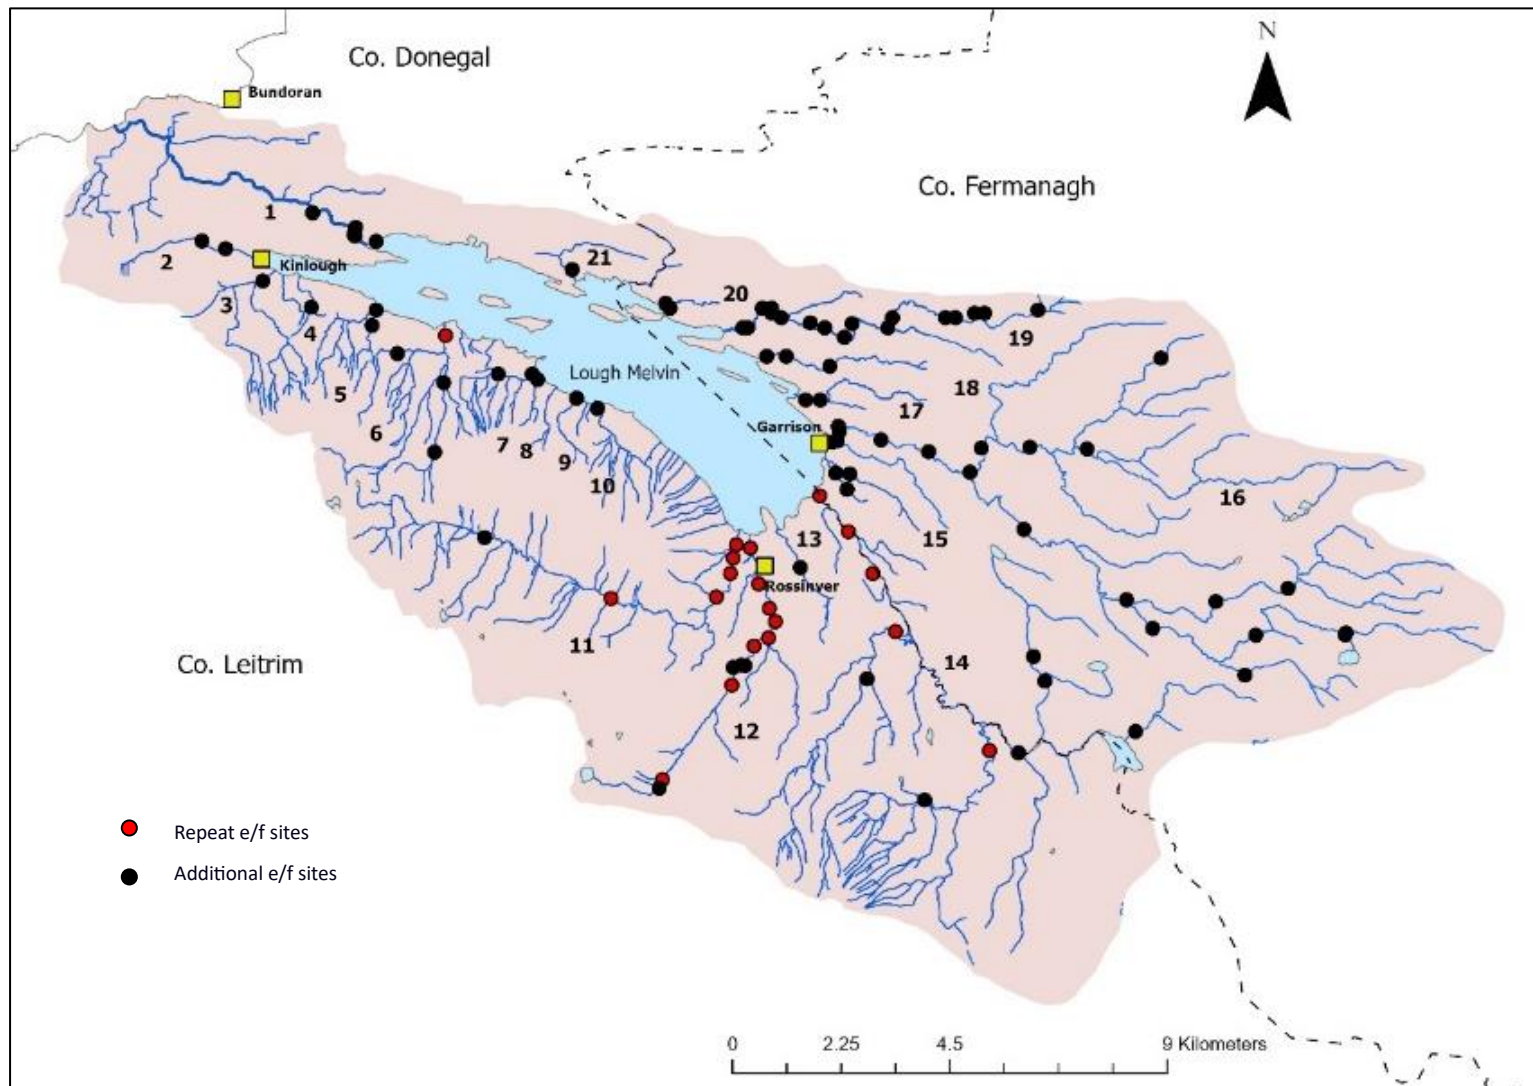 Co. Donegal
N
Bundoran
Co. Fermanagh
1
2
Kinlough
21
3
20
4
19
Lough Melvin
18
5
17
6
Garrison
7
8
9
10
16
13
15
Rossinver
11
Co. Leitrim
14
12
Repeat e/f sites
Additional e/f sites
0 2.25 4.5 9 Kilometers